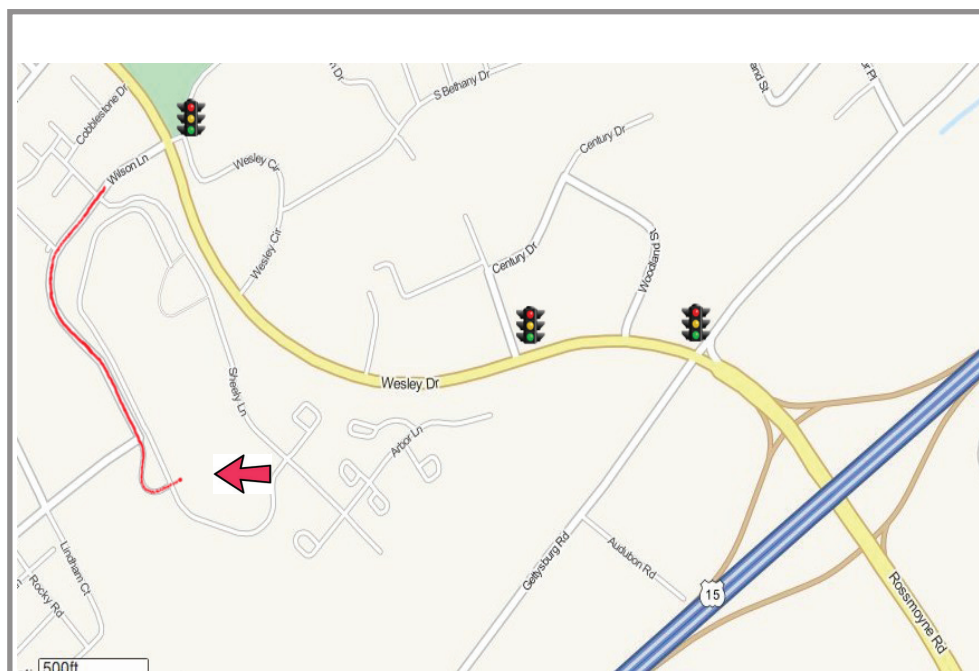 Cobblestone Dr
S Bethany Dr
Wilson Ln
Wesley Cir
Century Dr
Wesley Cir
Century Dr
Woodland St
Wesley Dr
Sheely Ln
Arbor Ln
Gettysburg Rd
Audubon Rd
Lindham Ct
Rocky Rd
15
Rossmoyne Rd
500ft